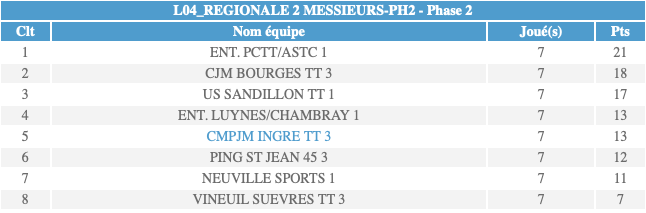 L04_REGIONALE 2 MESSIEURS-PH2 - Phase 2
Clt Nom équipe Joué(s) Pts
1 ENT. PCTT/ASTC 1 7 21
2 CJM BOURGES TT 3 7 18
3 US SANDILLON TT 1 7 17
4 ENT. LUYNES/CHAMBRAY 1 7 13
5 CMPJM INGRE TT 3 7 13
6 PING ST JEAN 45 3 7 12
7 NEUVILLE SPORTS 1 7 11
8 VINEUIL SUEVRES TT 3 7 7